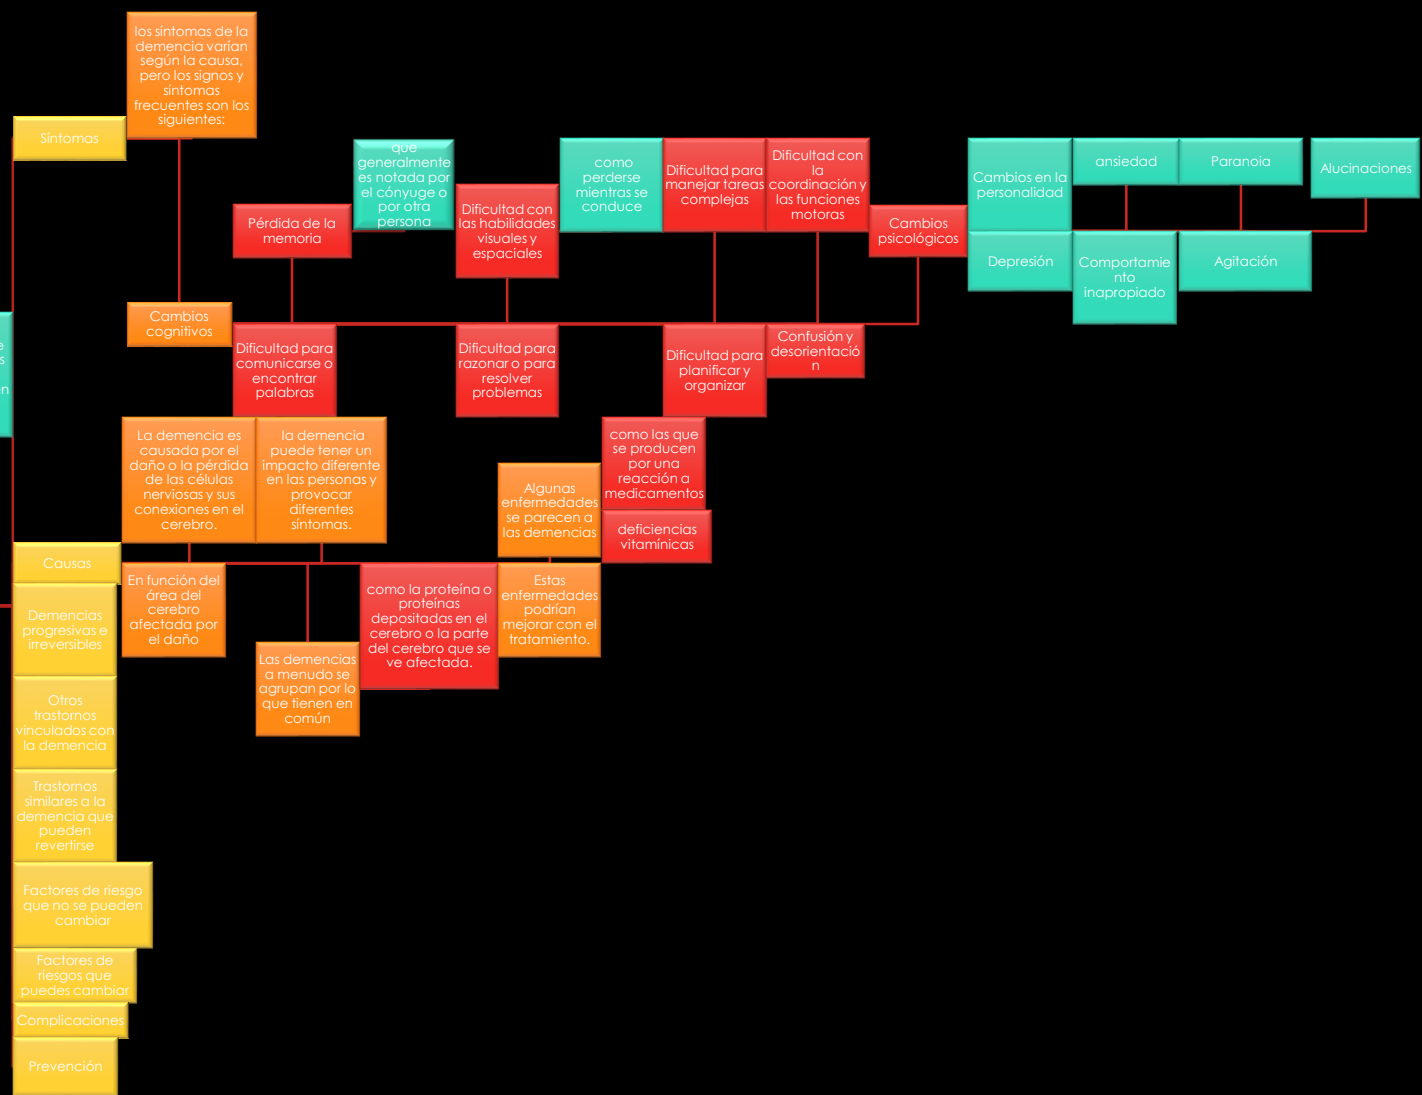 los síntomas de la
demencia varían
según la causa,
pero los signos y
síntomas
frecuentes son los
siguientes:
Síntomas
que
generalmente
es notada por
el cónyuge o
por otra
persona
como
perderse
mientras se
conduce
Dificultad para
manejar tareas
complejas
Dificultad con
la
coordinación y
las funciones
motoras
Cambios en la
personalidad
ansiedad
Paranoia
Alucinaciones
Pérdida de la
memoria
Dificultad con
las habilidades
visuales y
espaciales
Cambios
psicológicos
Depresión
Comportamie
nto
inapropiado
Agitación
Cambios
cognitivos
Dificultad para
comunicarse o
encontrar
palabras
Dificultad para
razonar o para
resolver
problemas
Dificultad para
planificar y
organizar
Confusión y
desorientació
n
La demencia es
causada por el
daño o la pérdida
de las células
nerviosas y sus
conexiones en el
cerebro.
la demencia
puede tener un
impacto diferente
en las personas y
provocar
diferentes
síntomas.
Algunas
enfermedades
se parecen a
las demencias
como las que
se producen
por una
reacción a
medicamentos
deficiencias
vitamínicas
Causas
En función del
área del
cerebro
afectada por
el daño
Las demencias
a menudo se
agrupan por lo
que tienen en
común
como la proteína o
proteínas
depositadas en el
cerebro o la parte
del cerebro que se
ve afectada.
Estas
enfermedades
podrían
mejorar con el
tratamiento.
Demencias
progresivas e
irreversibles
Otros
trastornos
vinculados con
la demencia
Trastornos
similares a la
demencia que
pueden
revertirse
Factores de riesgo
que no se pueden
cambiar
Factores de
riesgos que
puedes cambiar
Complicaciones
Prevención